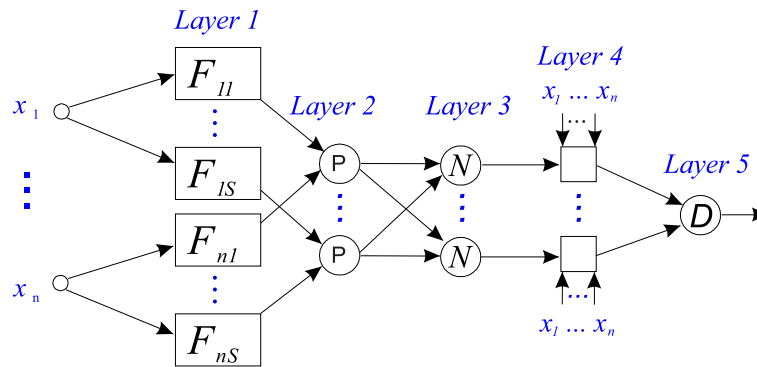 Layer 1
F11
Layer 4
x1 ... xn
...
x1
Layer 2
Layer 3
Layer 5
F1S
P
N
D
Fn1
P
N
xn
...
x1 ... xn
FnS